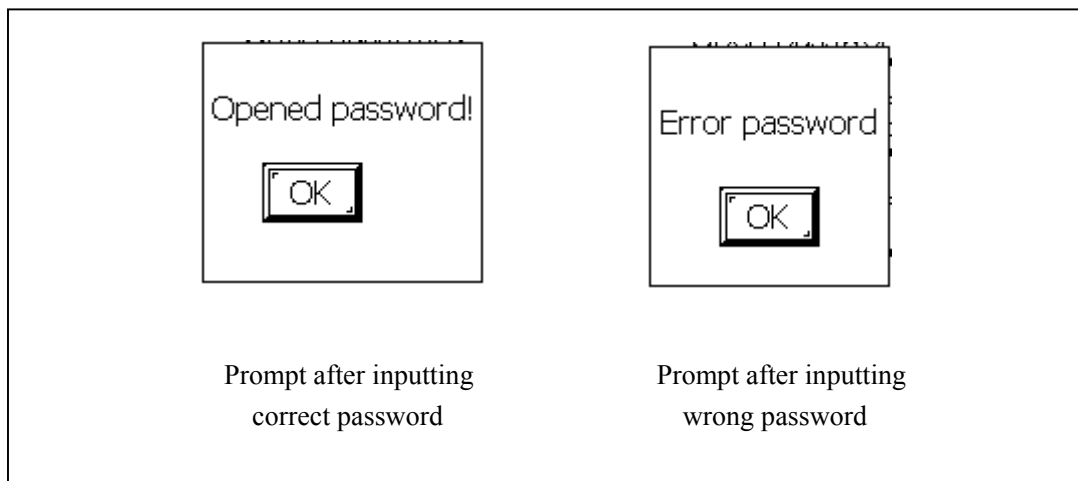 Opened password!
OK
Error password
OK
Prompt after inputting
correct password
Prompt after inputting
wrong password